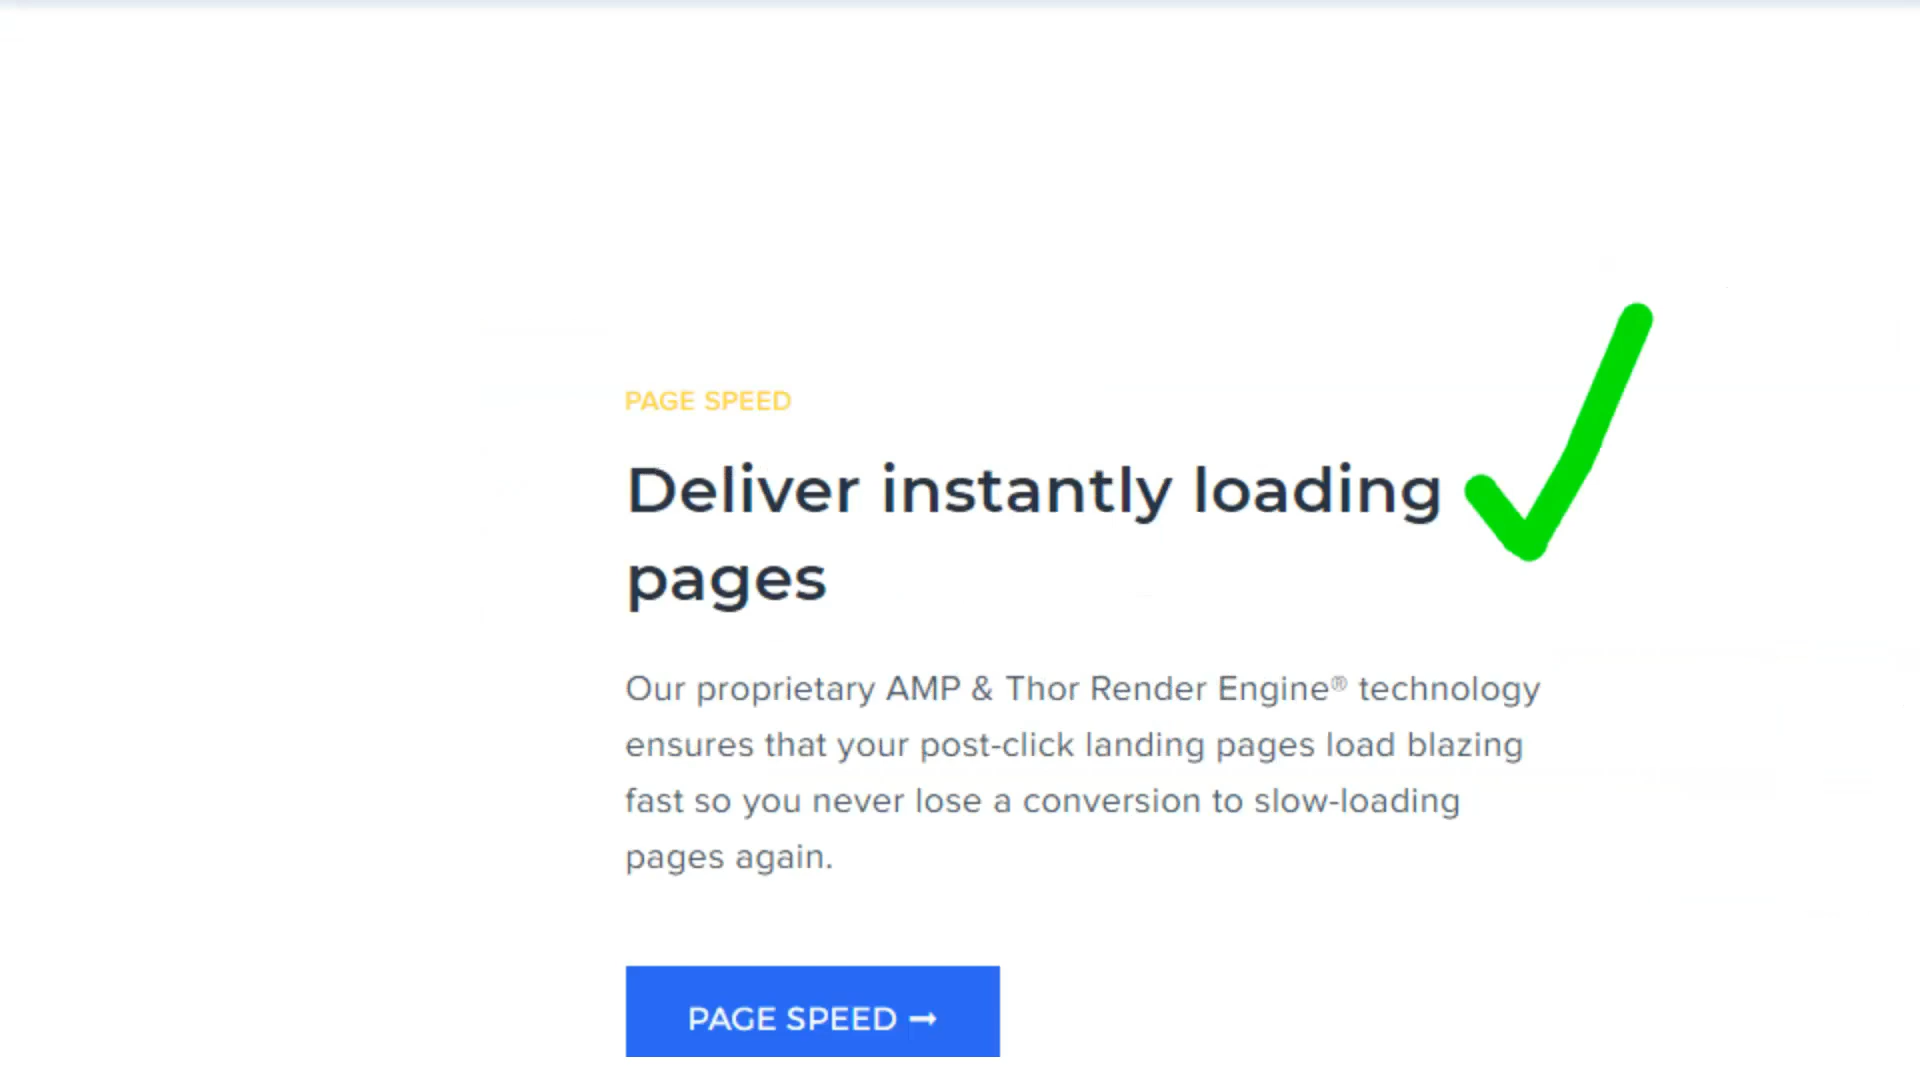 PAGE SPEED
Deliver instantly loading
pages
Our proprietary AMP & Thor Render Engine® technology
ensures that your post-click landing pages load blazing
fast so you never lose a conversion to slow-loading
pages again.
PAGE SPEED →